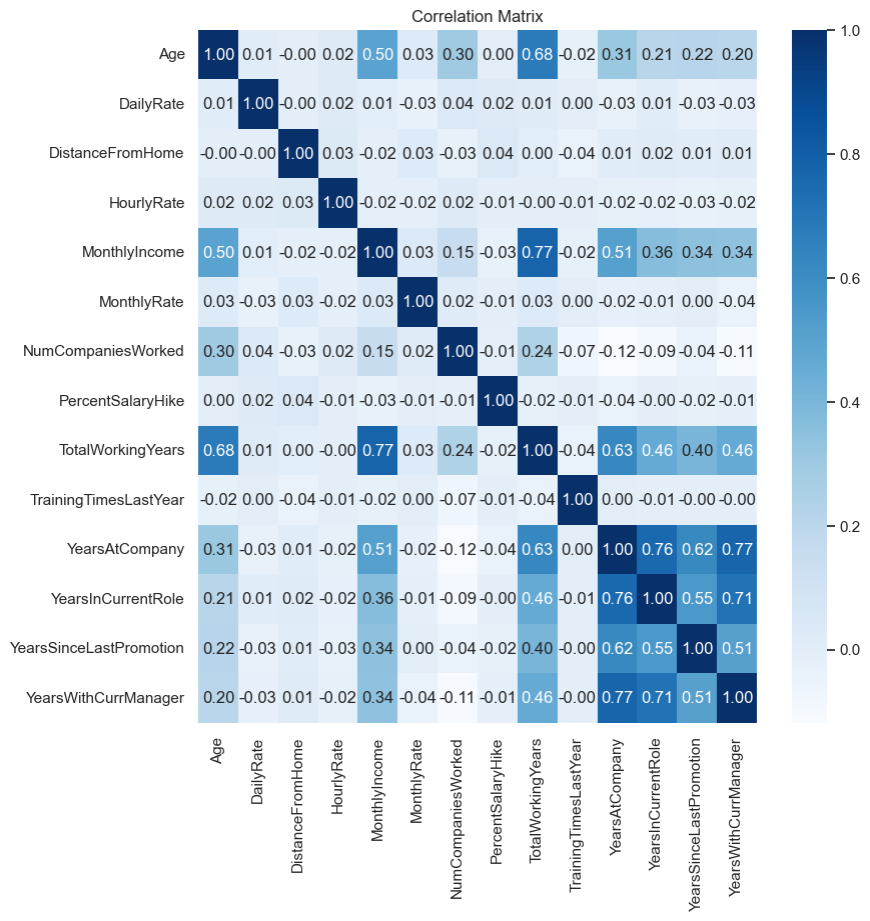 Correlation Matrix
Age 1.00 0.01 -0.00 0.02 0.50 0.03 0.30 0.00 0.68 -0.02 0.31 0.21 0.22 0.20
DailyRate 0.01 1.00 -0.00 0.02 0.01 -0.03 0.04 0.02 0.01 0.00 -0.03 0.01 -0.03 -0.03
DistanceFromHome -0.00 -0.00 1.00 0.03 -0.02 0.03 -0.03 0.04 0.00 -0.04 0.01 0.02 0.01 0.01
HourlyRate 0.02 0.02 0.03 1.00 -0.02 -0.02 0.02 -0.01 -0.00 -0.01 -0.02 -0.02 -0.03 -0.02
MonthlyIncome 0.50 0.01 -0.02 -0.02 1.00 0.03 0.15 -0.03 0.77 -0.02 0.51 0.36 0.34 0.34
MonthlyRate 0.03 -0.03 0.03 -0.02 0.03 1.00 0.02 -0.01 0.03 0.00 -0.02 -0.01 0.00 -0.04
NumCompaniesWorked 0.30 0.04 -0.03 0.02 0.15 0.02 1.00 -0.01 0.24 -0.07 -0.12 -0.09 -0.04 -0.11
PercentSalaryHike 0.00 0.02 0.04 -0.01 -0.03 -0.01 -0.01 1.00 -0.02 -0.01 -0.04 -0.00 -0.02 -0.01
TotalWorkingYears 0.68 0.01 0.00 -0.00 0.77 0.03 0.24 -0.02 1.00 -0.04 0.63 0.46 0.40 0.46
TrainingTimesLastYear -0.02 0.00 -0.04 -0.01 -0.02 0.00 -0.07 -0.01 -0.04 1.00 0.00 -0.01 -0.00 -0.00
YearsAtCompany 0.31 -0.03 0.01 -0.02 0.51 -0.02 -0.12 -0.04 0.63 0.00 1.00 0.76 0.62 0.77
YearsInCurrentRole 0.21 0.01 0.02 -0.02 0.36 -0.01 -0.09 -0.00 0.46 -0.01 0.76 1.00 0.55 0.71
YearsSinceLastPromotion 0.22 -0.03 0.01 -0.03 0.34 0.00 -0.04 -0.02 0.40 -0.00 0.62 0.55 1.00 0.51
YearsWithCurrManager 0.20 -0.03 0.01 -0.02 0.34 -0.04 -0.11 -0.01 0.46 -0.00 0.77 0.71 0.51 1.00
Age
DailyRate
DistanceFromHome
HourlyRate
MonthlyIncome
MonthlyRate
NumCompaniesWorked
PercentSalaryHike
TotalWorkingYears
TrainingTimesLastYear
YearsAtCompany
YearsInCurrentRole
YearsSinceLastPromotion
YearsWithCurrManager
1.0
0.8
0.6
0.4
0.2
0.0